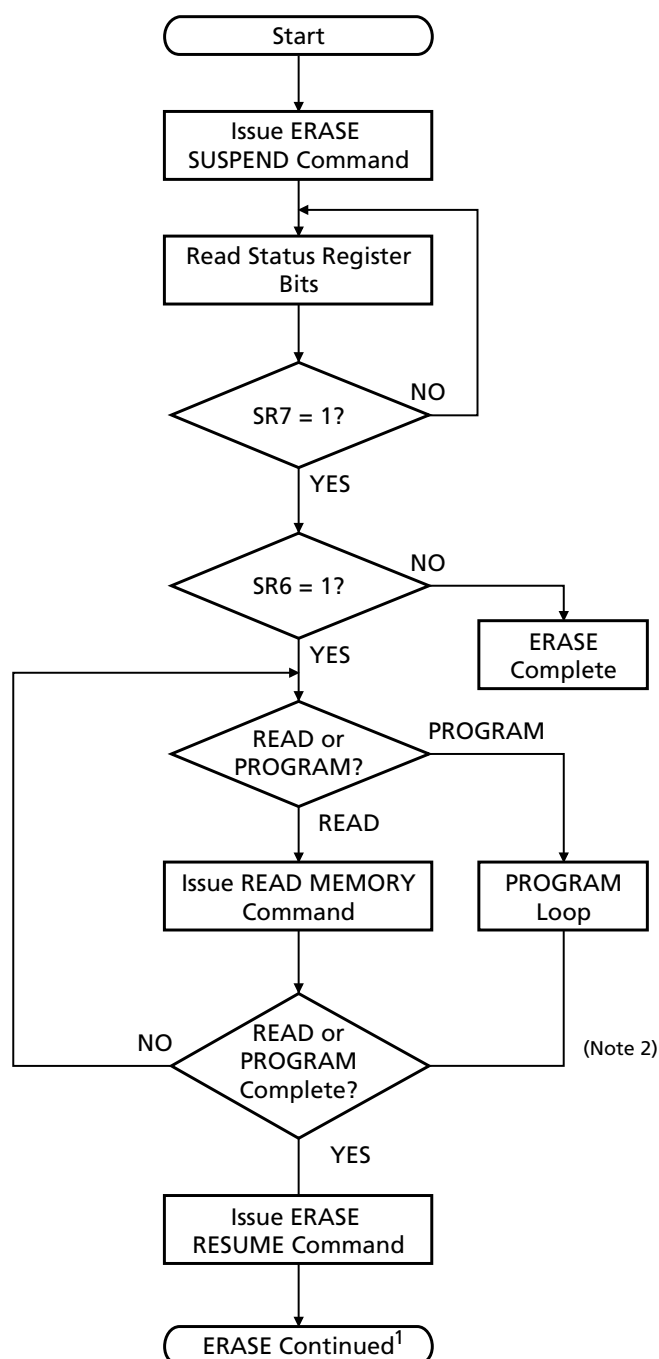 Start
Issue ERASE
SUSPEND Command
Read Status Register
Bits
NO
SR7 = 1?
YES
NO
SR6 = 1?
YES
ERASE
Complete
READ or
PROGRAM?
PROGRAM
READ
Issue READ MEMORY
Command
PROGRAM
Loop
NO
READ or
PROGRAM
Complete?
(Note 2)
YES
Issue ERASE
RESUME Command
ERASE Continued¹